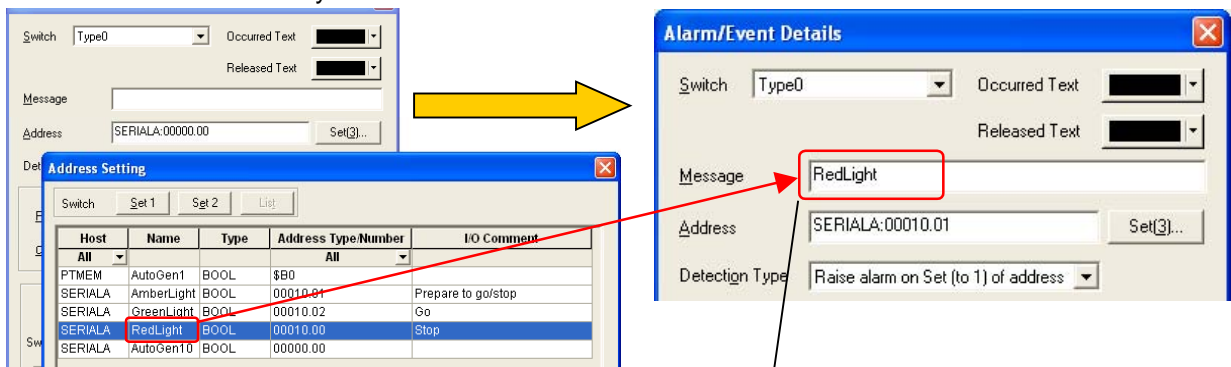 Switch Type0 Occurred Text
Released Text
Message
Address SERIALA:00000.00 Set(3)...
Det
Address Setting
Switch Set 1 Set 2 List
Host Name Type Address Type/Number I/O Comment
All All
PTMEM AutoGen1 BOOL $B0
SERIALA AmberLight BOOL 00010.01 Prepare to go/stop
SERIALA GreenLight BOOL 00010.02 Go
SERIALA RedLight BOOL 00010.00 Stop
SERIALA AutoGen10 BOOL 00000.00
Sw
Alarm/Event Details
Switch Type0 Occurred Text
Released Text
Message RedLight
Address SERIALA:00010.01 Set(3)...
Detection Type Raise alarm on Set (to 1) of address